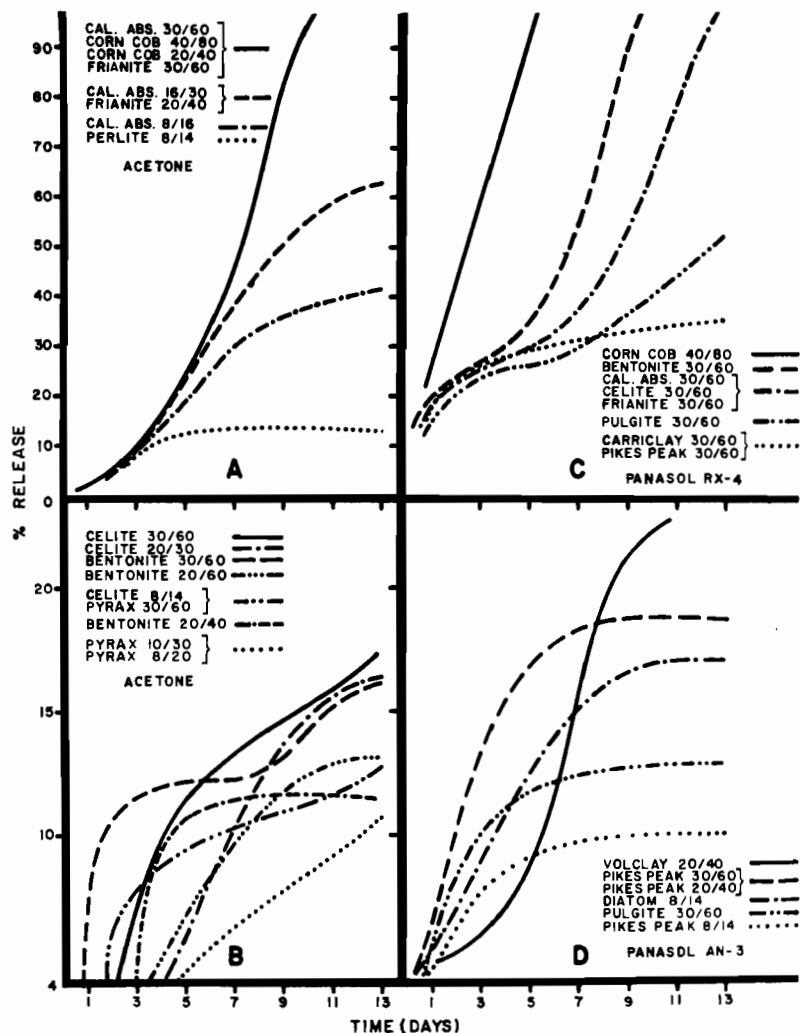 % RELEASE
90
80
70
60
50
40
30
20
10
0
CAL. ABS. 30/60
CORN COB 40/80
CORN COB 20/40
FRIANITE 30/60
CAL. ABS. 16/30
FRIANITE 20/40
CAL. ABS. 8/16
PERLITE 8/14
ACETONE
A
CORN COB 40/80
BENTONITE 30/60
CAL. ABS. 30/60
CELITE 30/60
FRIANITE 30/60
PULGITE 30/60
CARRICLAY 30/60
PIKES PEAK 30/60
PANASOL RX-4
C
20
15
10
4
CELITE 30/60
CELITE 20/30
BENTONITE 30/60
BENTONITE 20/60
CELITE 8/14
PYRAX 30/60
BENTONITE 20/40
PYRAX 10/30
PYRAX 8/20
ACETONE
B
VOLCLAY 20/40
PIKES PEAK 30/60
PIKES PEAK 20/40
DIATOM 8/14
PULGITE 30/60
PIKES PEAK 8/14
PANASOL AN-3
D
1 3 5 7 9 11 13 1 3 5 7 9 11 13
TIME (DAYS)